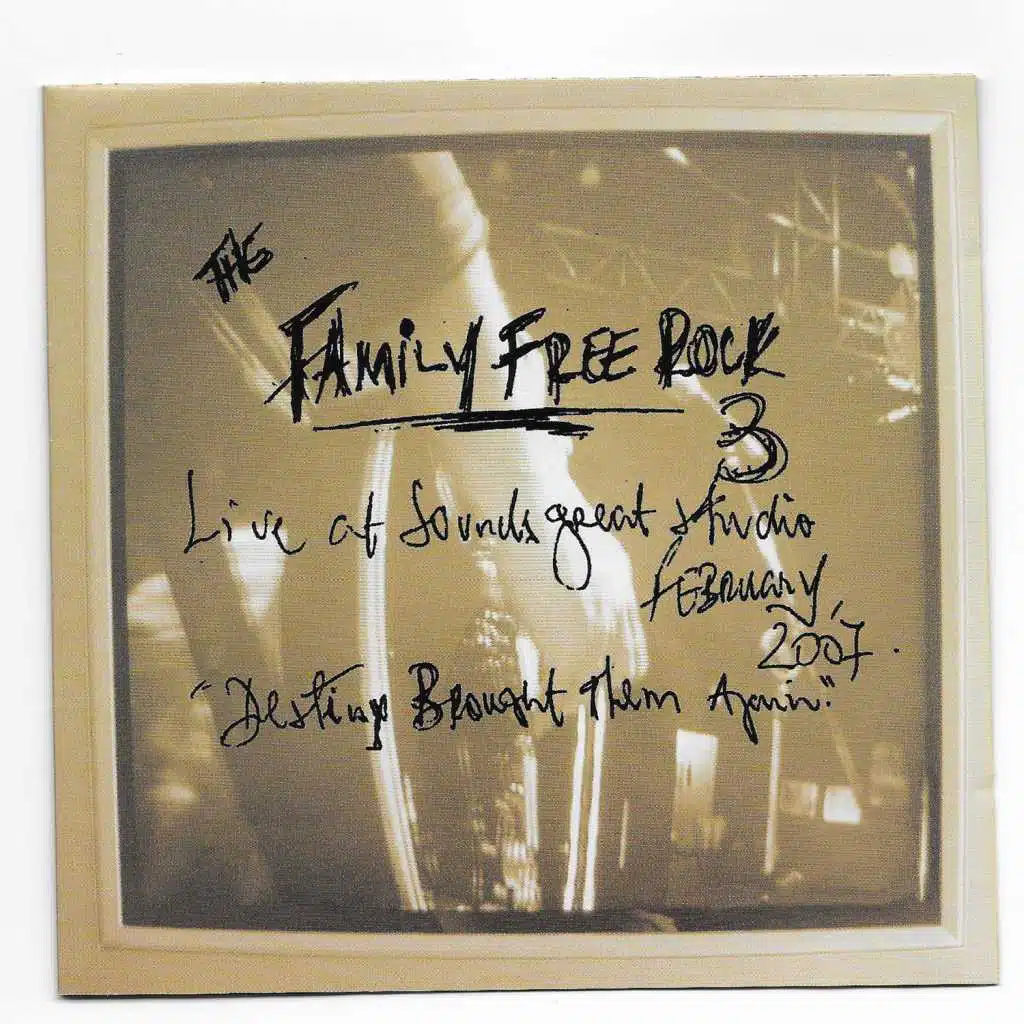 THE
FAMILY FREE ROCK
3
Live at Soundsgreat studio
FEBRUARY,
2007.
"Destiny Brought Them Again."